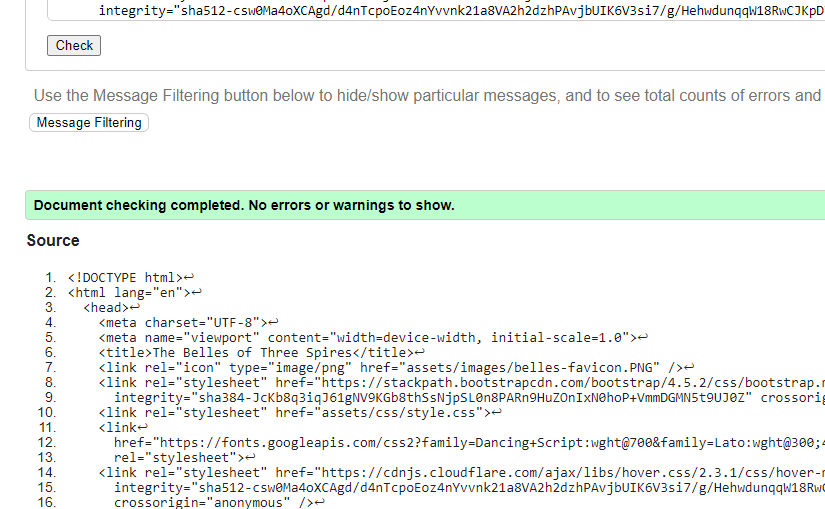 integrity="sha512-csw0Ma4oXCAgd/d4nTcpoEoz4nYvvnk21a8VA2h2dzhPAvjbUIK6V3si7/g/HehwdunqqW18RwCJKpD
Check
Use the Message Filtering button below to hide/show particular messages, and to see total counts of errors and
Message Filtering
Document checking completed. No errors or warnings to show.
Source
1. <!DOCTYPE html>↩
2. <html lang="en">↩
3. <head>↩
4. <meta charset="UTF-8">↩
5. <meta name="viewport" content="width=device-width, initial-scale=1.0">↩
6. <title>The Belles of Three Spires</title>↩
7. <link rel="icon" type="image/png" href="assets/images/belles-favicon.PNG" />↩
8. <link rel="stylesheet" href="https://stackpath.bootstrapcdn.com/bootstrap/4.5.2/css/bootstrap.m
9. integrity="sha384-JcKb8q3iqJ61gNV9KGb8thSsNjpSL0n8PARn9HuZOnIxN0hoP+VmmDGMN5t9UJ0Z" crossorig
10. <link rel="stylesheet" href="assets/css/style.css">↩
11. <link↩
12. href="https://fonts.googleapis.com/css2?family=Dancing+Script:wght@700&family=Lato:wght@300;4
13. rel="stylesheet">↩
14. <link rel="stylesheet" href="https://cdnjs.cloudflare.com/ajax/libs/hover.css/2.3.1/css/hover-m
15. integrity="sha512-csw0Ma4oXCAgd/d4nTcpoEoz4nYvvnk21a8VA2h2dzhPAvjbUIK6V3si7/g/HehwdunqqW18RwC
16. crossorigin="anonymous" />↩